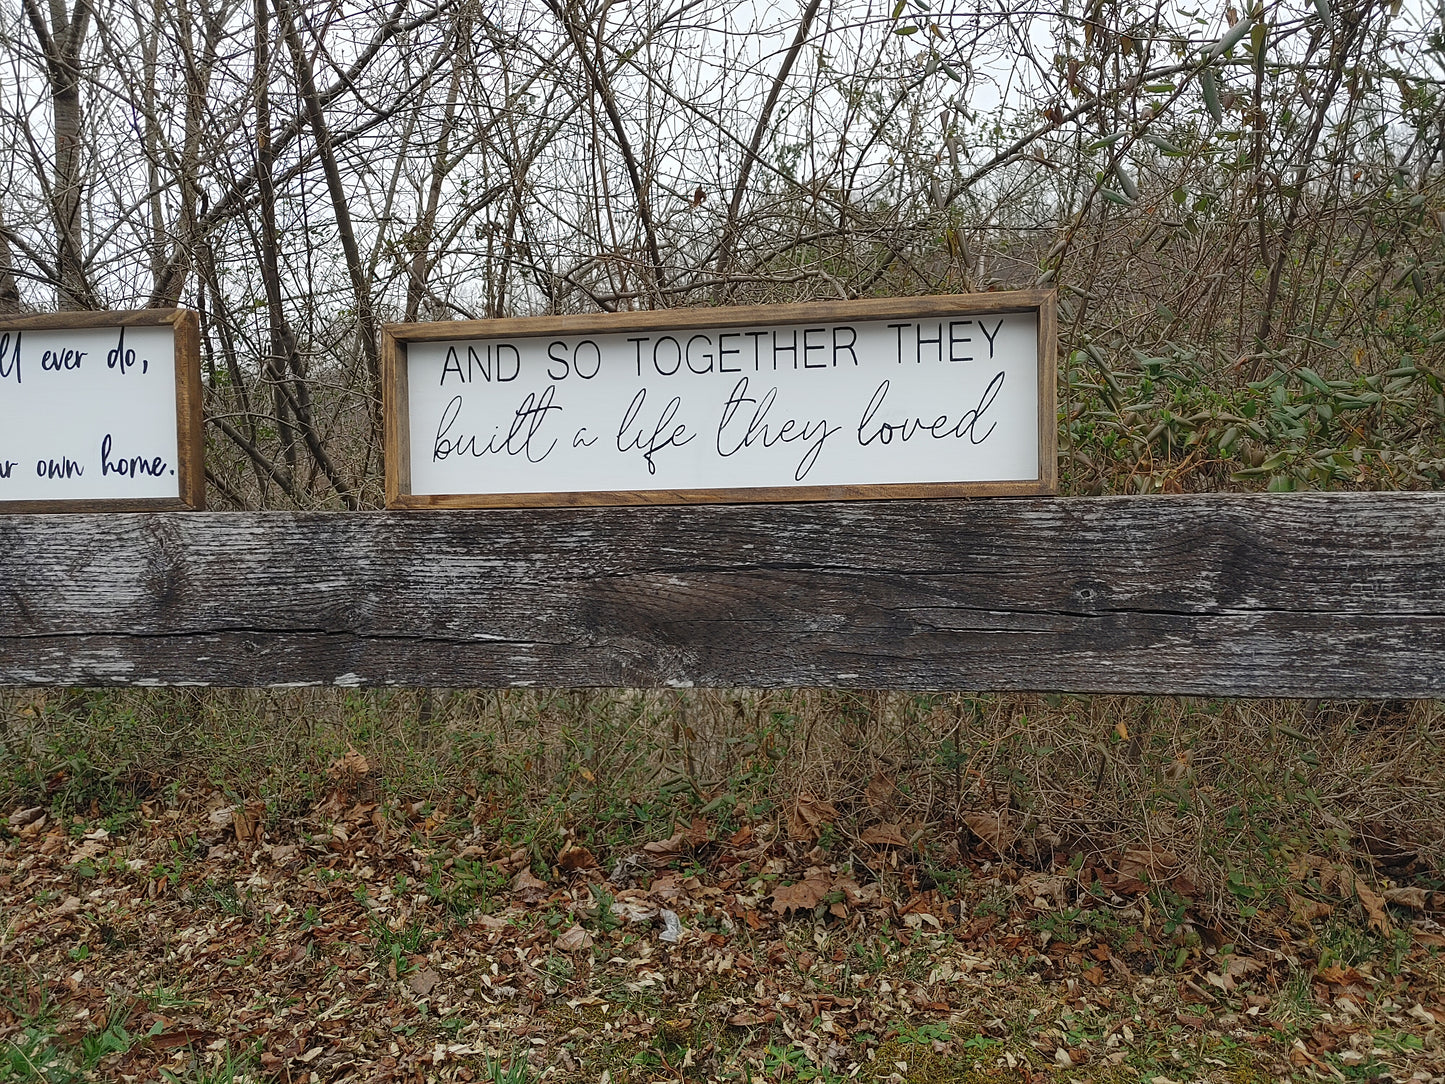 ever do,
own home.
AND SO TOGETHER THEY
built a life they loved